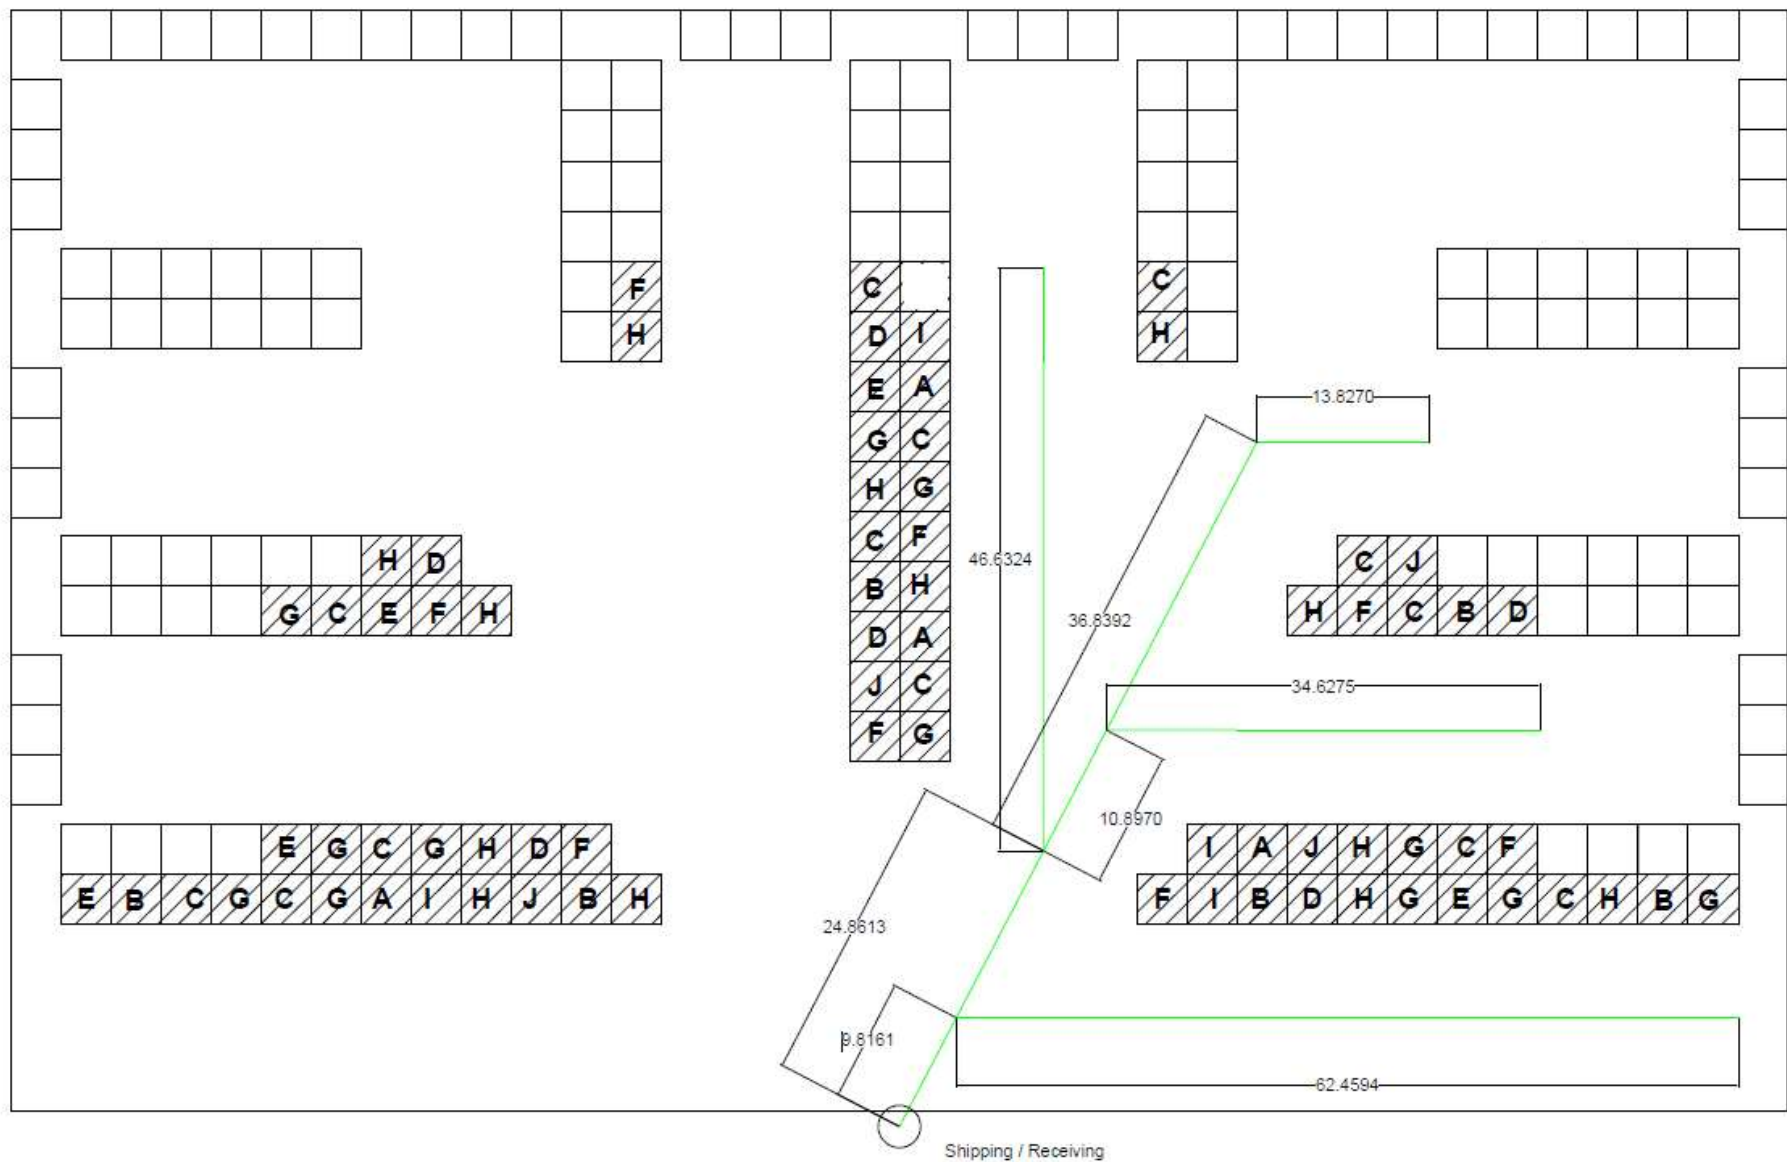 F C C
H D I H
E A
13.8270
G C
H G
46.6324
C F
H D C J
B H
G C E F H H F C B D
36.8392
D A
J C
34.6275
F G
10.8970
E G C G H D F I A J H G C F
E B C G C G A I H J B H F I B D H G E G C H B G
24.8613
9.8161
62.4594
Shipping / Receiving